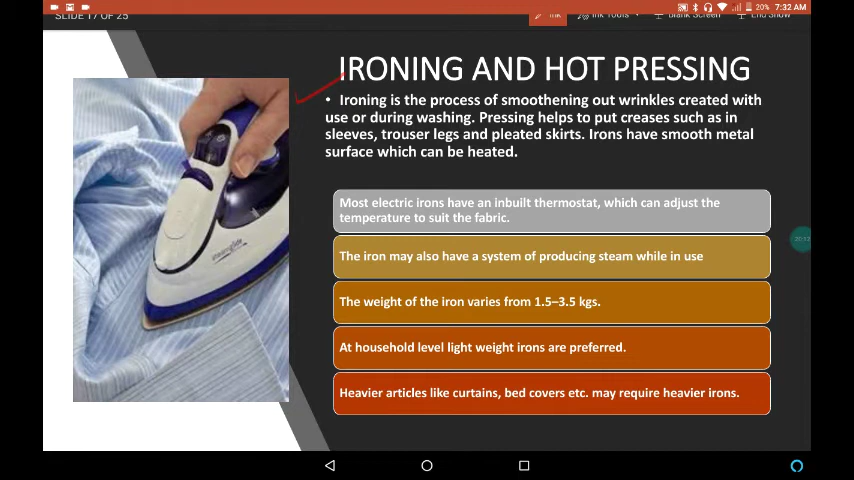 SLIDE 17 OF 25
Ink
Ink Tools
Blank Screen
End Show
20%
7:32 AM
IRONING AND HOT PRESSING
• Ironing is the process of smoothening out wrinkles created with
use or during washing. Pressing helps to put creases such as in
sleeves, trouser legs and pleated skirts. Irons have smooth metal
surface which can be heated.
Most electric irons have an inbuilt thermostat, which can adjust the
temperature to suit the fabric.
The iron may also have a system of producing steam while in use
The weight of the iron varies from 1.5–3.5 kgs.
At household level light weight irons are preferred.
Heavier articles like curtains, bed covers etc. may require heavier irons.
20:13